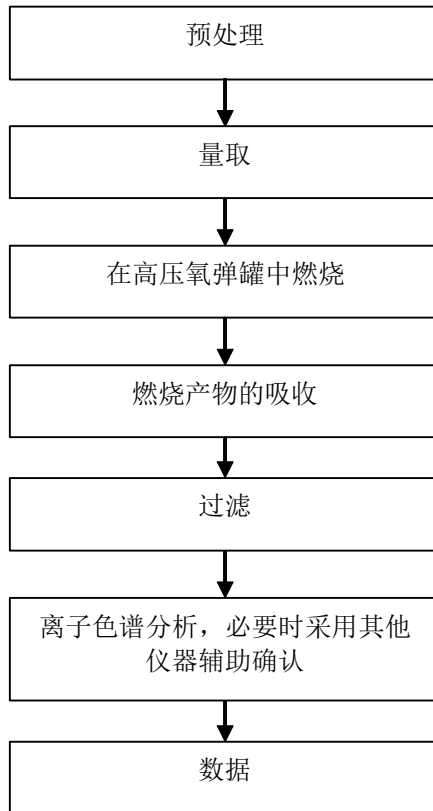 预处理
量取
在高压氧弹罐中燃烧
燃烧产物的吸收
过滤
离子色谱分析，必要时采用其他
仪器辅助确认
数据